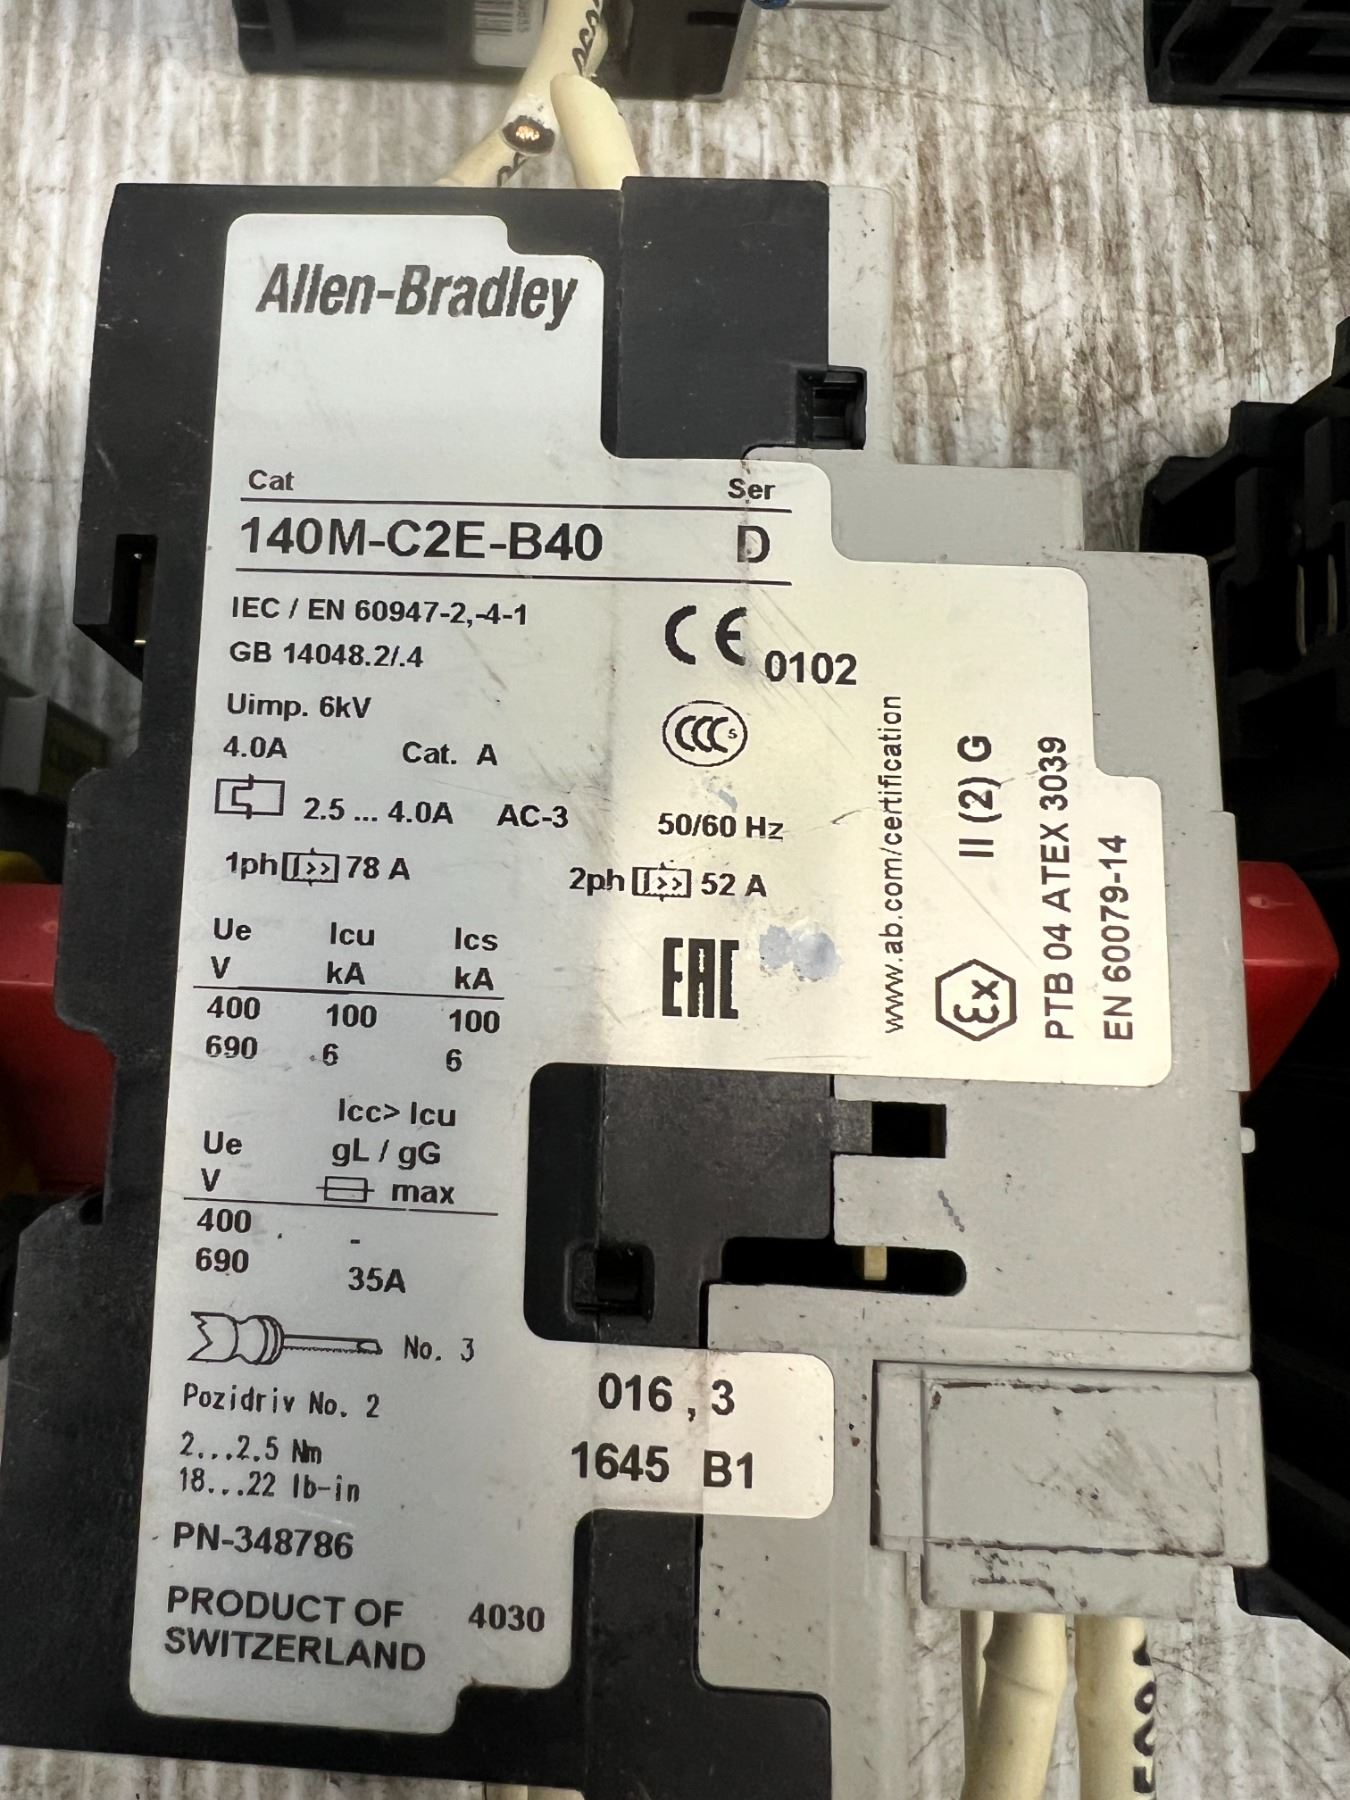 Allen-Bradley
Cat Ser
140M-C2E-B40 D
IEC / EN 60947-2,-4-1
GB 14048.2/.4
Uimp. 6kV
4.0A Cat. A
2.5 ... 4.0A AC-3
1ph 78 A 2ph 52 A
CE 0102
CCC S
50/60 Hz
EAC
Ue Icu Ics
V kA kA
400 100 100
690 6 6
Icc> Icu
Ue gL / gG
V max
400 -
690 35A
No. 3
Pozidriv No. 2
2...2.5 Nm
18...22 lb-in
PN-348786
PRODUCT OF
SWITZERLAND
4030
016 , 3
1645 B1
www.ab.com/certification
Ex II (2) G
PTB 04 ATEX 3039
EN 60079-14